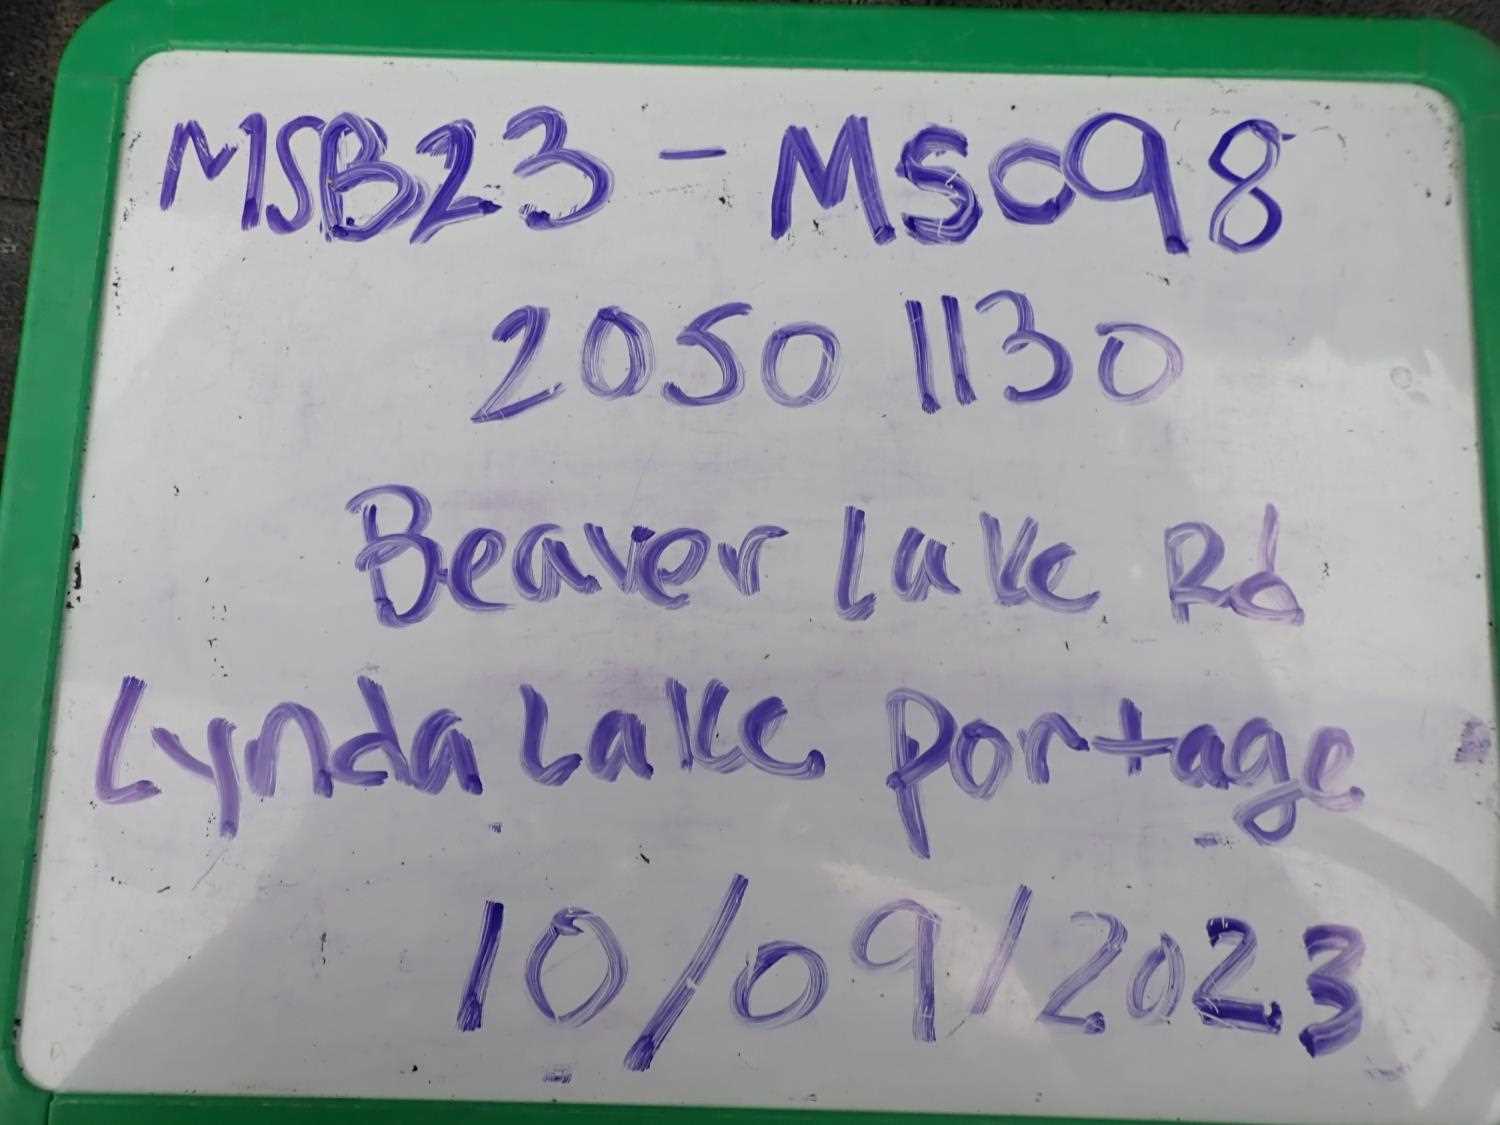 MSB23 - MS098
2050 1130
Beaver Lake Rd
Lynda Lake portage
10/09/2023